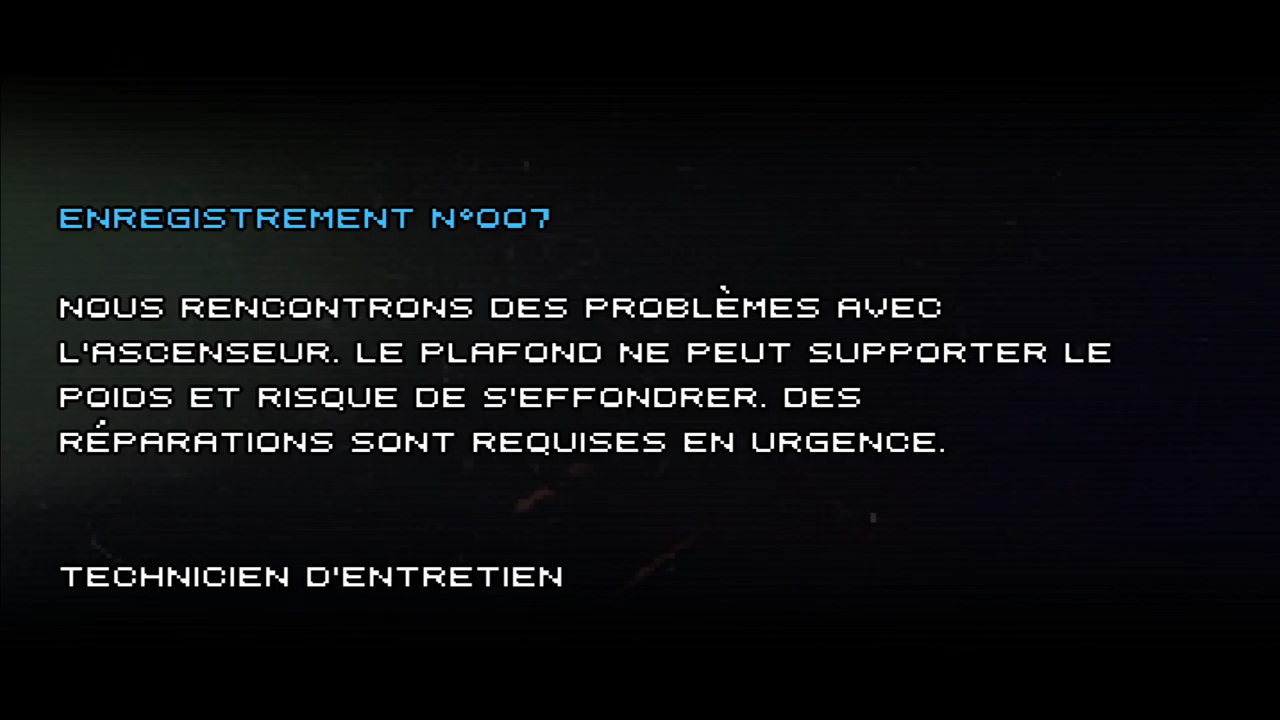 ENREGISTREMENT N°007
NOUS RENCONTRONS DES PROBLÈMES AVEC
L'ASCENSEUR. LE PLAFOND NE PEUT SUPPORTER LE
POIDS ET RISQUE DE S'EFFONDRER. DES
RÉPARATIONS SONT REQUISES EN URGENCE.
TECHNICIEN D'ENTRETIEN